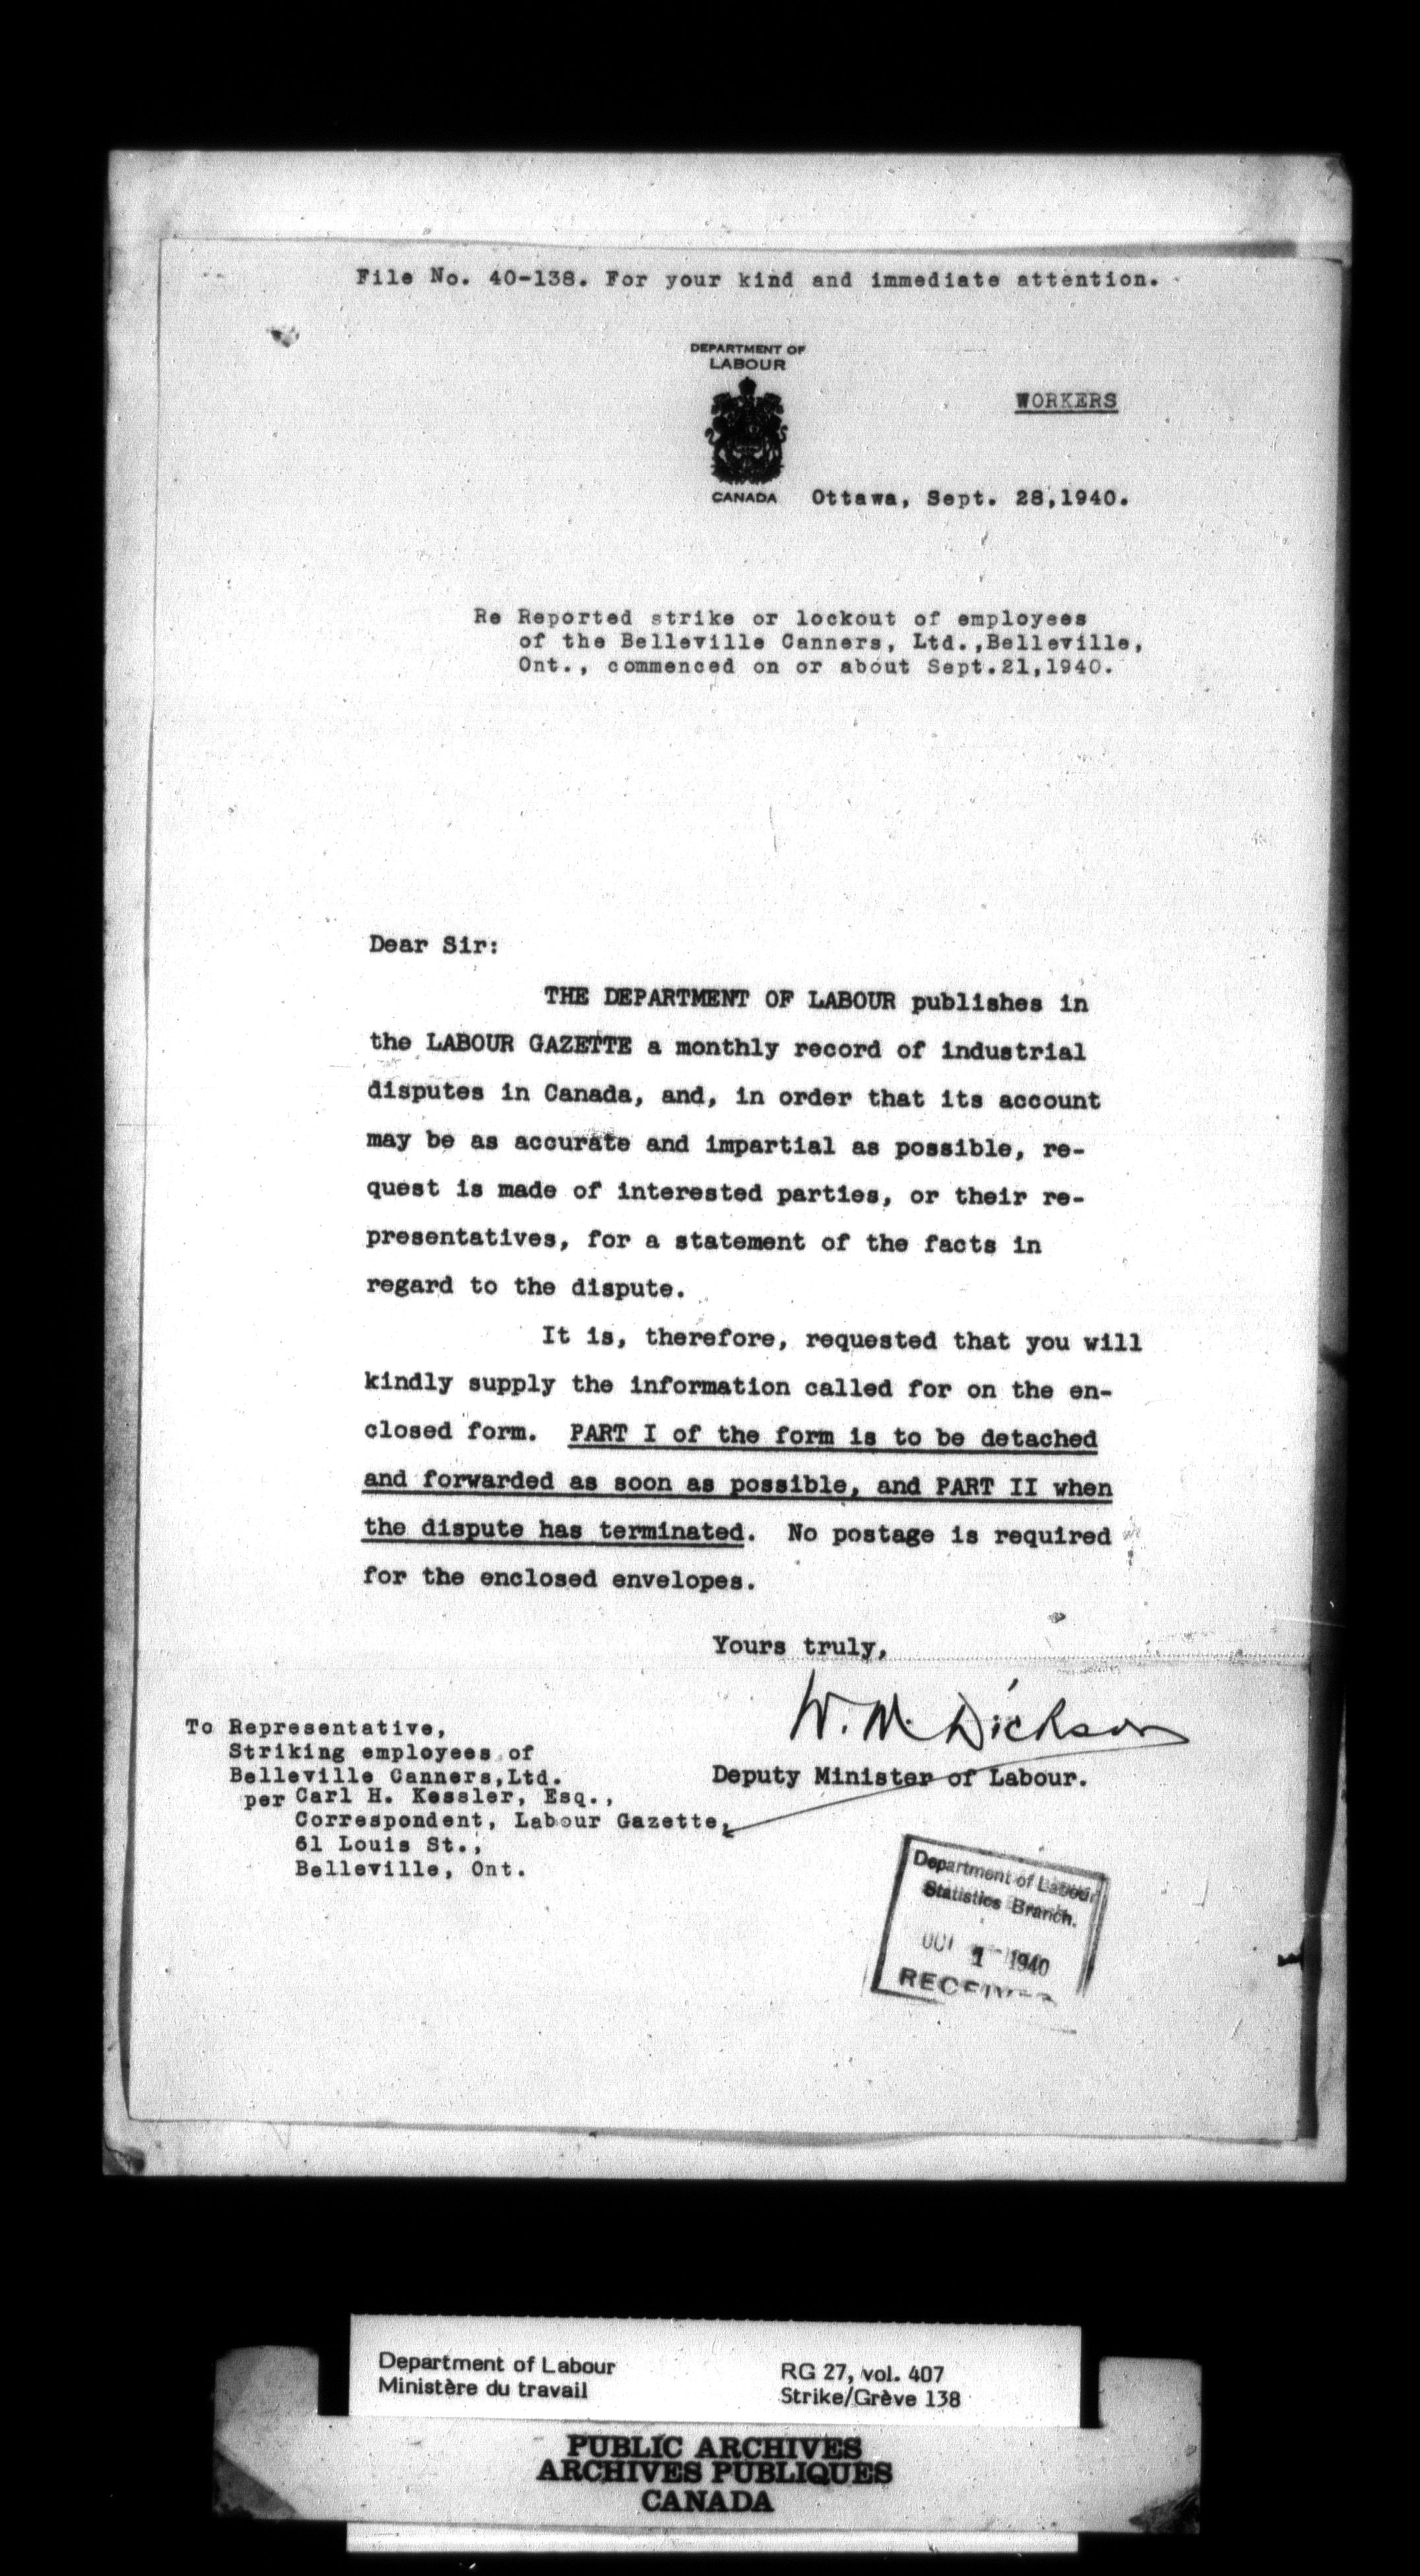 File No. 40-138. For your kind and immediate attention.
DEPARTMENT OF
LABOUR
WORKERS
CANADA
Ottawa, Sept. 28,1940.
Re Reported strike or lockout of employees
of the Belleville Canners, Ltd.,Belleville,
Ont., commenced on or about Sept.21,1940.
Dear Sir:
THE DEPARTMENT OF LABOUR publishes in
the LABOUR GAZETTE a monthly record of industrial
disputes in Canada, and, in order that its account
may be as accurate and impartial as possible, re-
quest is made of interested parties, or their re-
presentatives, for a statement of the facts in
regard to the dispute.
It is, therefore, requested that you will
kindly supply the information called for on the en-
closed form. PART I of the form is to be detached
and forwarded as soon as possible, and PART II when
the dispute has terminated. No postage is required
for the enclosed envelopes.
Yours truly,
W. M. Dickson
Deputy Minister of Labour.
To Representative,
Striking employees of
Belleville Canners,Ltd.
per Carl H. Kessler, Esq.,
Correspondent, Labour Gazette,
61 Louis St.,
Belleville, Ont.
Department of Labour
Statistics Branch.
OCT 1 1940
RECEIVED
Department of Labour
Ministère du travail
RG 27, vol. 407
Strike/Grève 138
PUBLIC ARCHIVES
ARCHIVES PUBLIQUES
CANADA